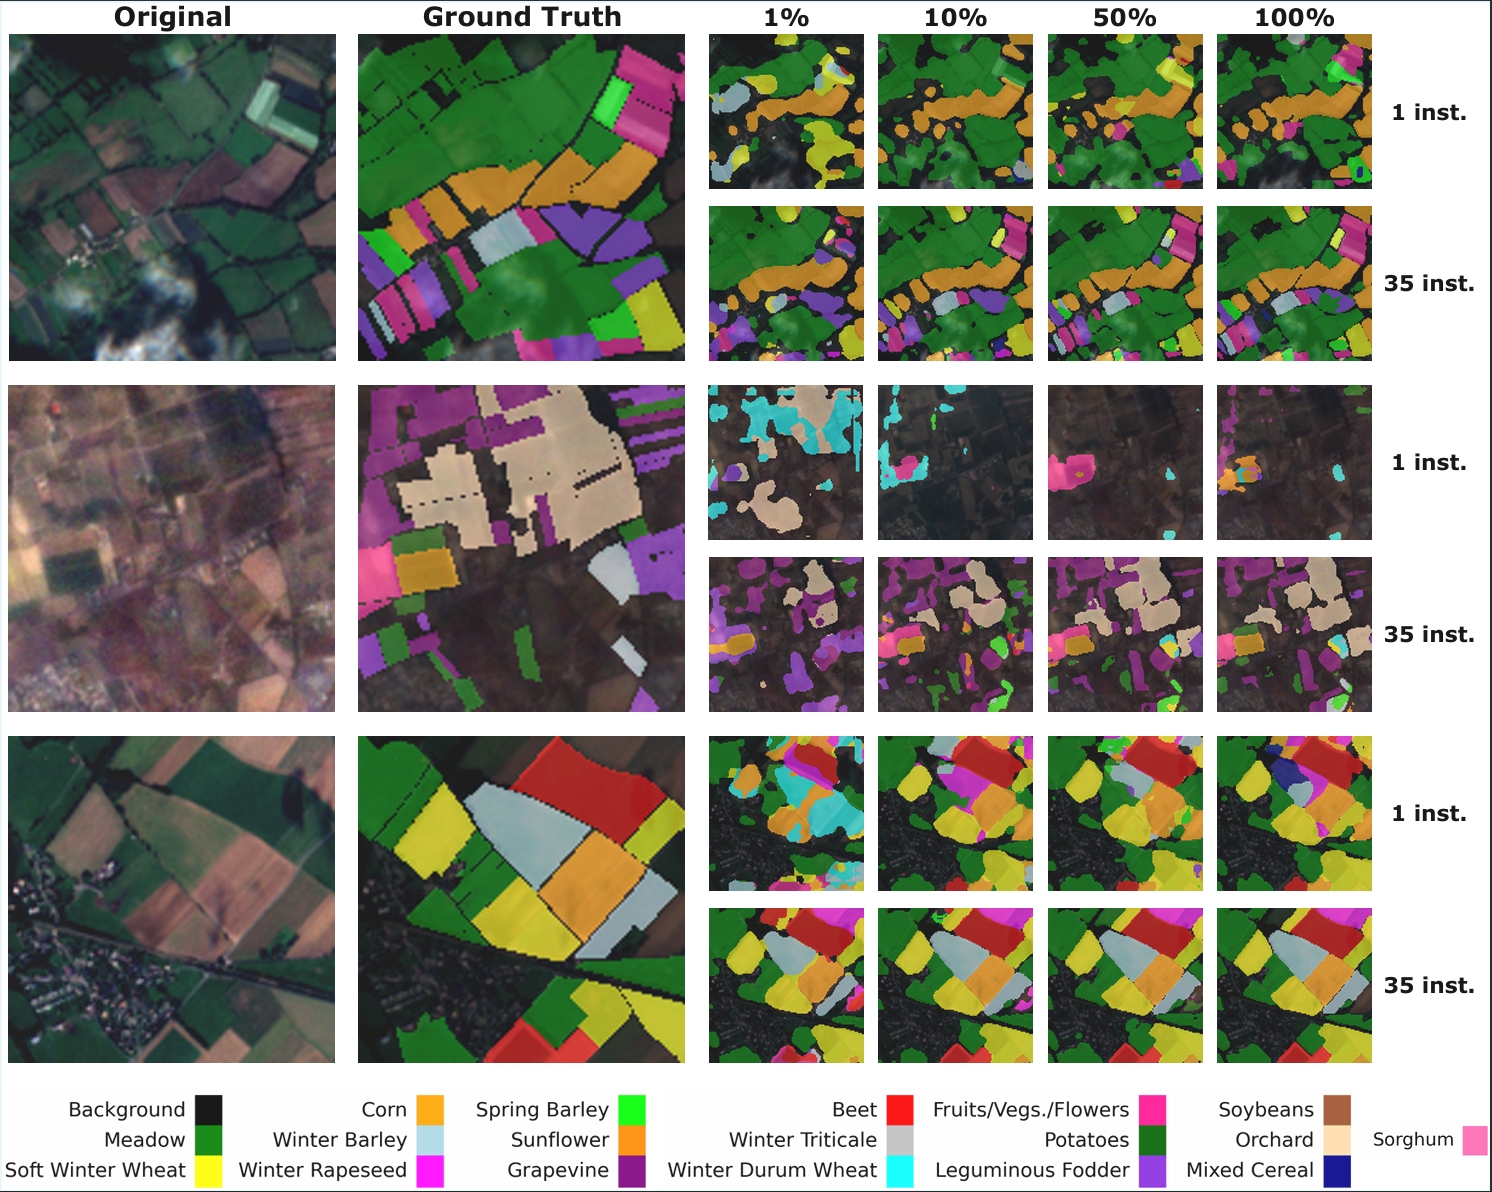 Original Ground Truth 1% 10% 50% 100%
1 inst.
35 inst.
1 inst.
35 inst.
1 inst.
35 inst.
Background Corn Spring Barley Beet Fruits/Vegs./Flowers Soybeans
Meadow Winter Barley Sunflower Winter Triticale Potatoes Orchard Sorghum
Soft Winter Wheat Winter Rapeseed Grapevine Winter Durum Wheat Leguminous Fodder Mixed Cereal